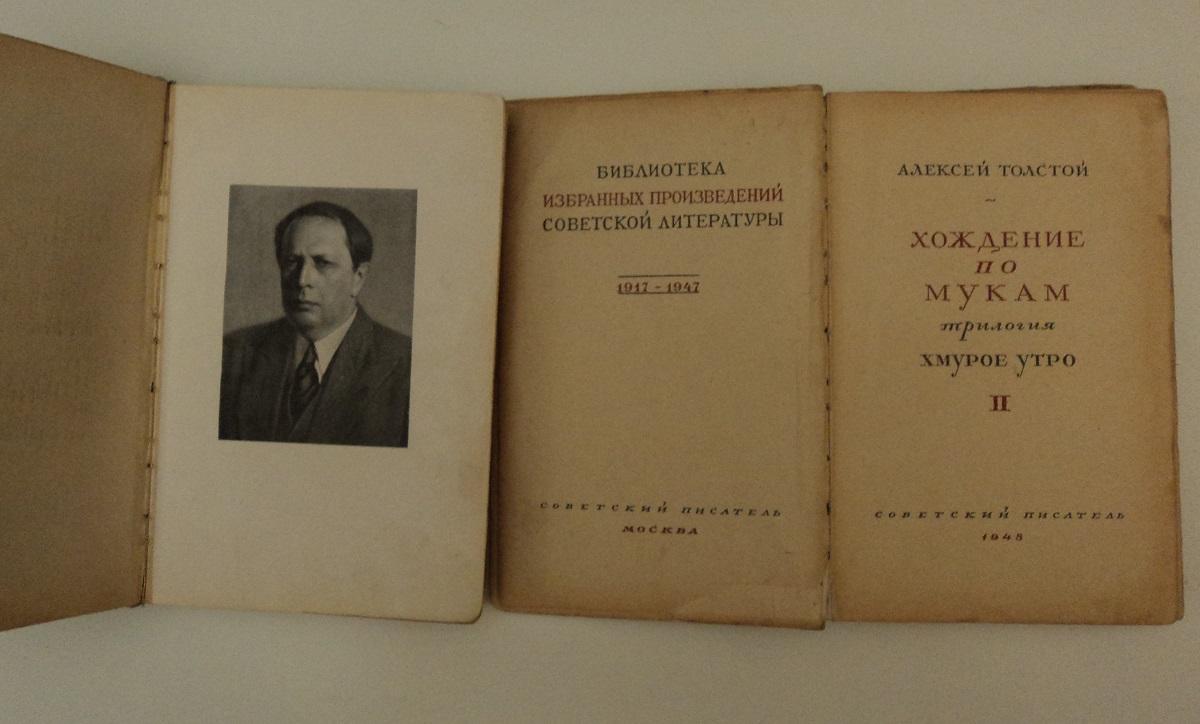 БИБЛИОТЕКА
ИЗБРАННЫХ ПРОИЗВЕДЕНИЙ
СОВЕТСКОЙ ЛИТЕРАТУРЫ
1917 - 1947
СОВЕТСКИЙ ПИСАТЕЛЬ
МОСКВА
АЛЕКСЕЙ ТОЛСТОЙ
~
ХОЖДЕНИЕ
ПО
МУКАМ
трилогия
ХМУРОЕ УТРО
II
СОВЕТСКИЙ ПИСАТЕЛЬ
1948